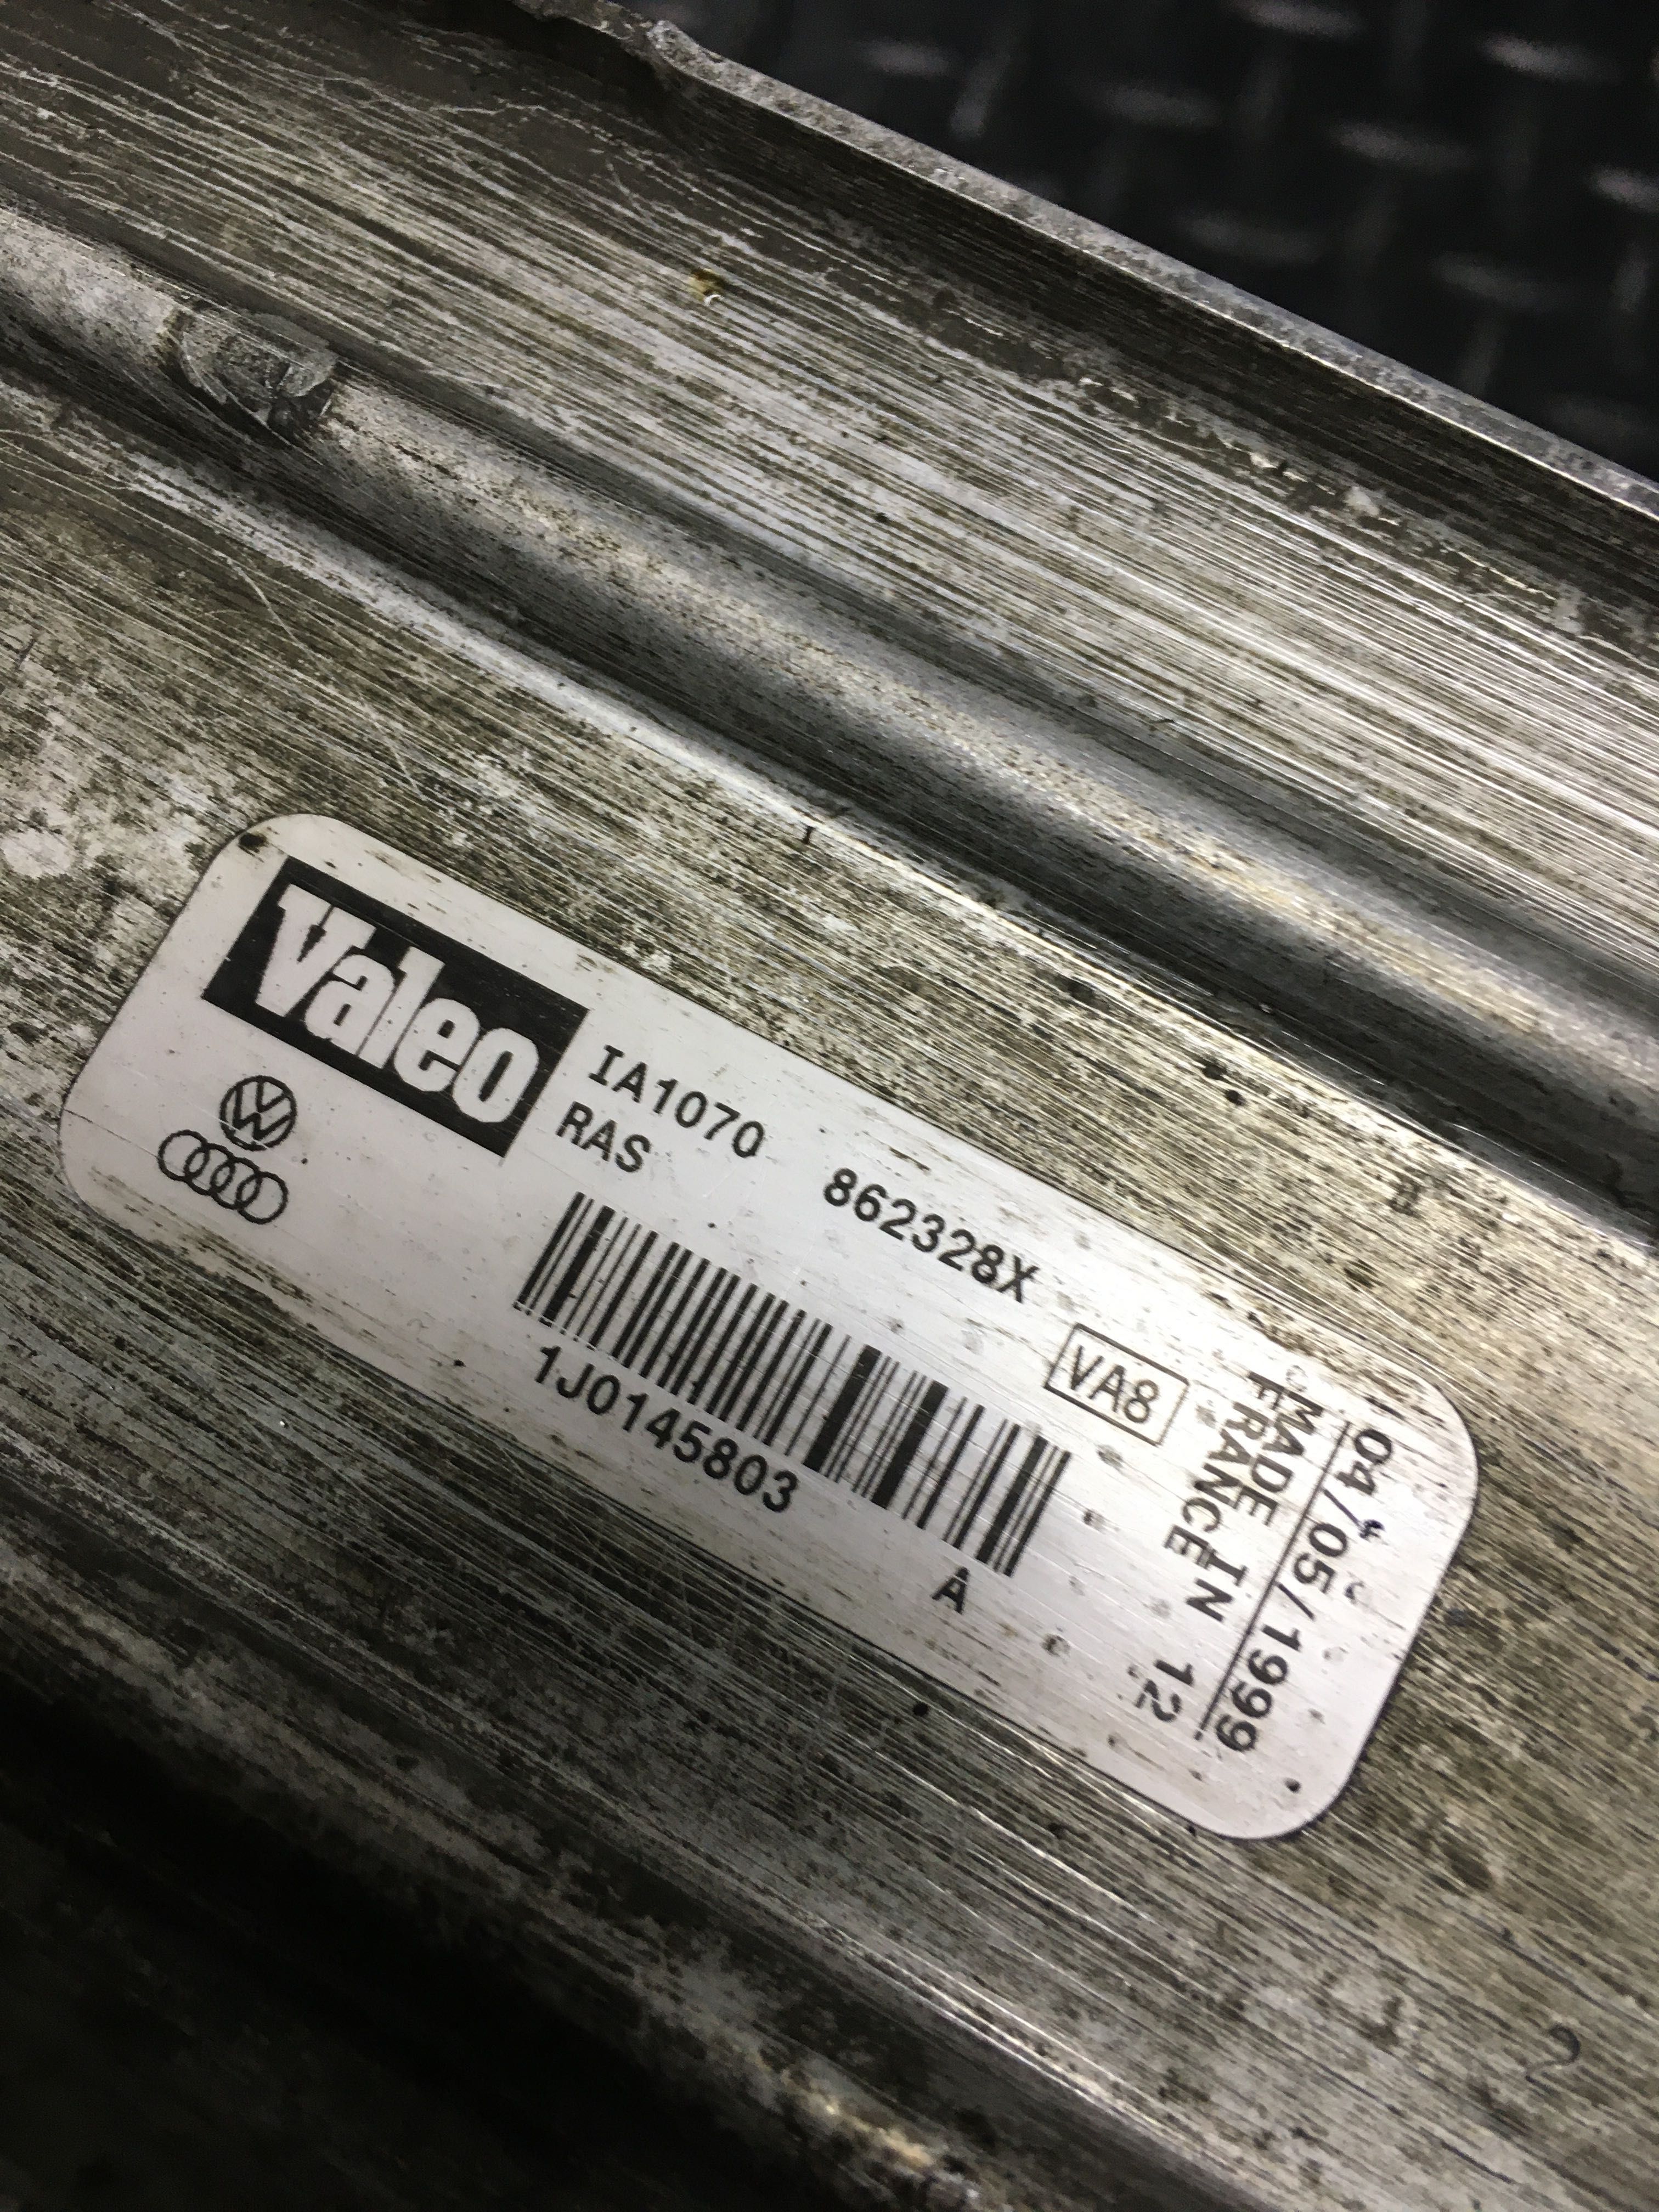 Valeo
IA1070 862328X
RAS
VA8
1J0145803 A
04/05/1999
MADE IN
FRANCE 12